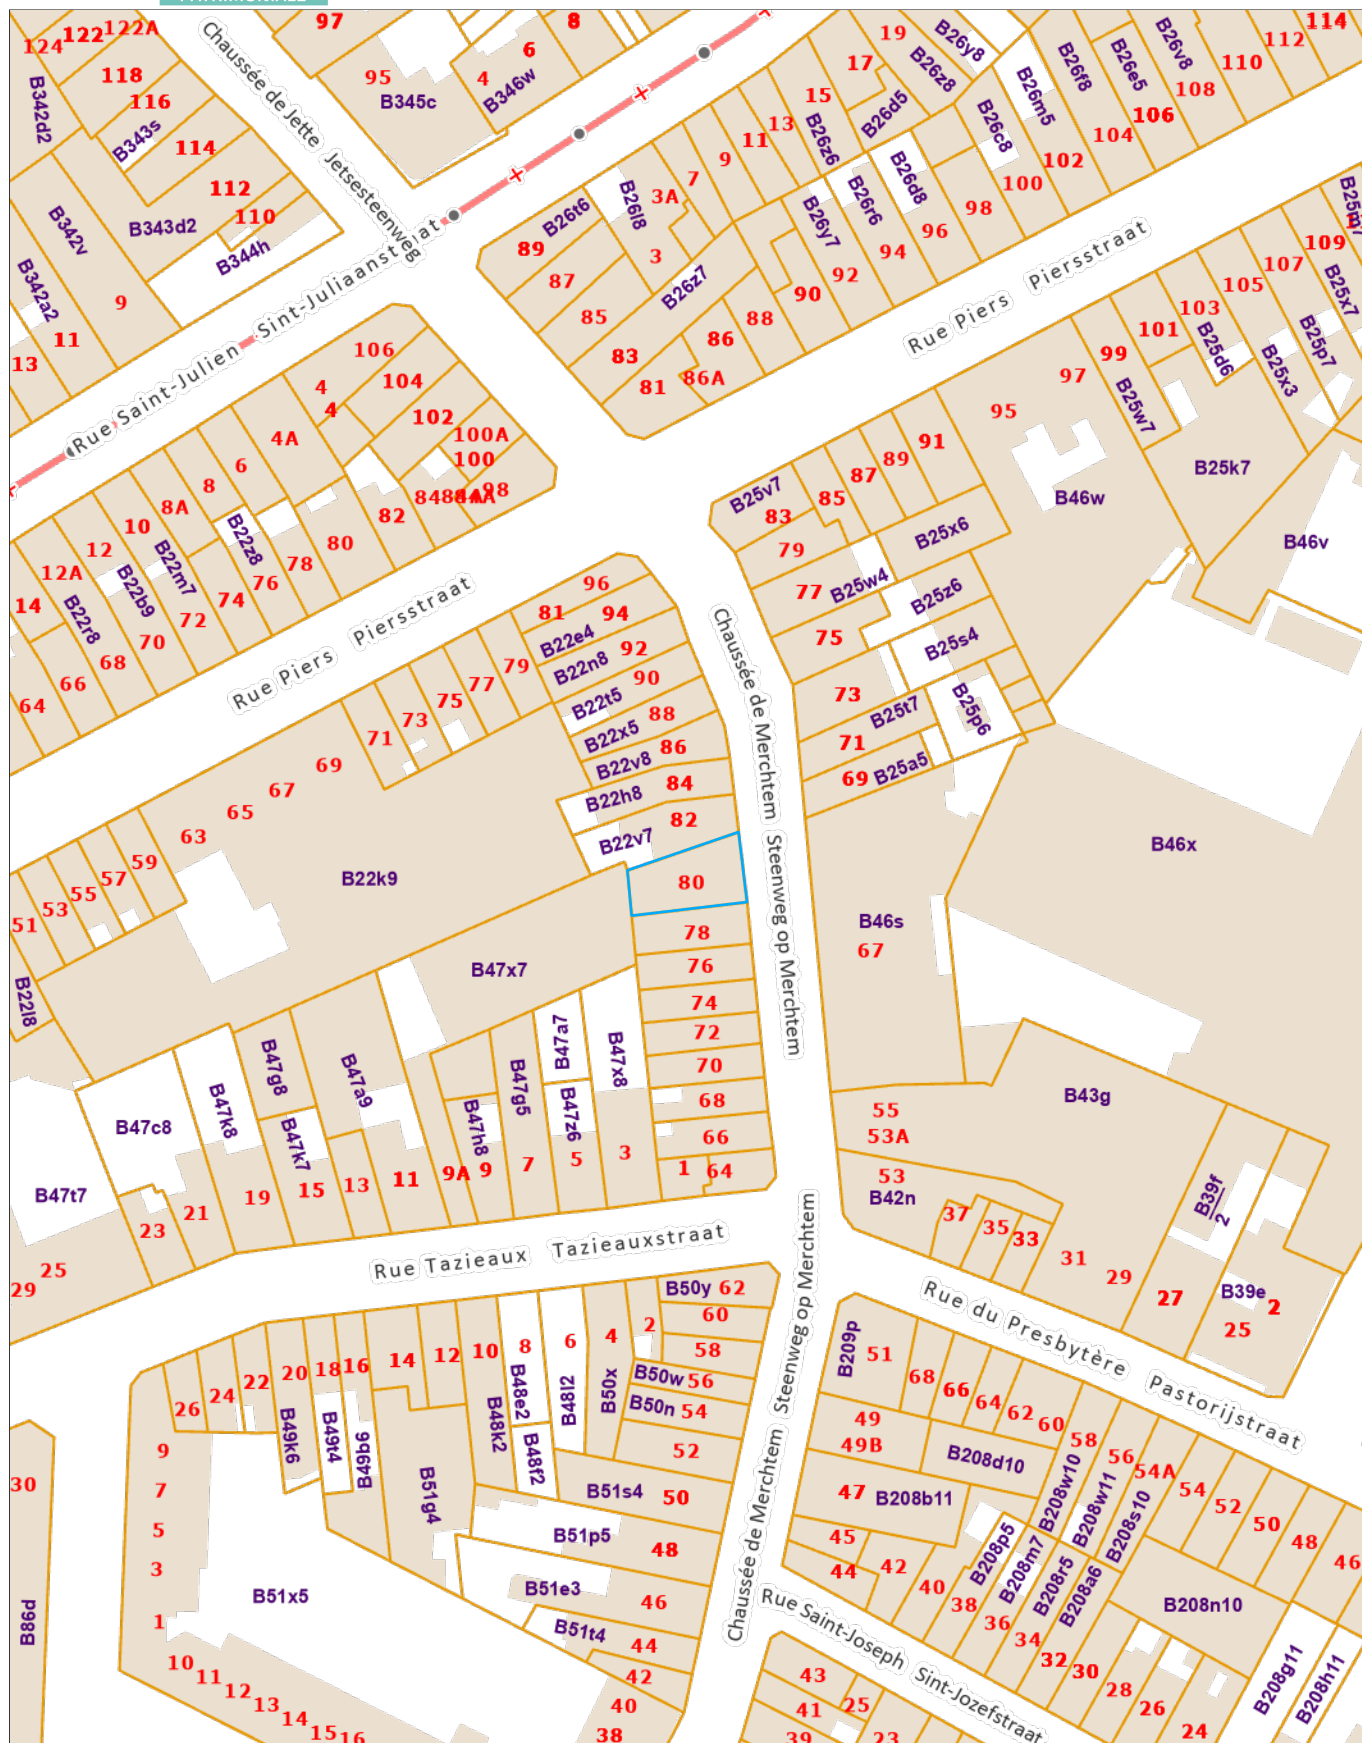 122A
122
124
118
116
B342d2
B343s
114
112
110
B343d2
B344h
B342v
B342a2
9
11
13
97
95
B345c
4
6
8
B346w
Chaussée de Jette Jetsesteenweg
Rue Saint-Julien Sint-Juliaanstraat
19
B26y8
17
B26z8
15
B26d5
13
B26z6
11
9
7
3A
B26l8
3
B26t6
89
87
85
83
81
B26z7
86A
86
88
90
B26y7
92
B26r6
94
B26d8
96
98
B26c8
100
B26m5
102
B26f8
104
B26e5
106
B26v8
108
110
112
114
Rue Piers Piersstraat
B25m7
109
B25x7
107
B25p7
105
B25x3
103
B25d6
101
99
B25w7
97
95
B25k7
B46w
B46v
91
89
87
85
B25v7
83
79
77
75
73
71
69
B25x6
B25w4
B25z6
B25s4
B25p6
B25t7
B25a5
B46x
B46s
67
106
104
102
100A
100
98
84
82
80
78
76
74
72
70
68
66
64
4
4
4A
6
8
8A
10
12
12A
14
B22z8
B22m7
B22b9
B22r8
Rue Piers Piersstraat
96
94
92
90
88
86
84
82
80
81
79
77
75
73
71
69
67
65
63
59
57
55
53
51
B22e4
B22n8
B22t5
B22x5
B22v8
B22h8
B22v7
B22k9
B22l8
Chaussée de Merchtem Steenweg op Merchtem
78
76
74
72
70
68
66
64
1
3
5
7
9
9A
11
13
15
19
21
23
25
29
B47x7
B47a7
B47x8
B47g5
B47z6
B47h8
B47a9
B47g8
B47k7
B47k8
B47c8
B47t7
Rue Tazieaux Tazieauxstraat
B43g
55
53A
53
B42n
37
35
33
31
29
27
B39f
2
B39e
2
25
Rue du Presbytère Pastorijstraat
Chaussée de Merchtem Steenweg op Merchtem
B50y
62
60
58
56
54
52
50
48
46
44
42
40
38
2
4
6
8
10
12
14
16
18
20
22
24
26
B50w
B50n
B50x
B48l2
B48e2
B48f2
B48k2
B51g4
B49b6
B49t4
B49k6
B51s4
B51p5
B51e3
B51t4
B51x5
9
7
5
3
1
10
11
12
13
14
15
16
30
B86d
B209p
51
49
49B
47
45
44
42
40
38
36
34
32
30
28
26
24
68
66
64
62
60
58
56
54A
54
52
50
48
46
B208d10
B208b11
B208w10
B208w11
B208s10
B208p5
B208m7
B208r5
B208a6
B208n10
B208g11
B208h11
Rue Saint-Joseph Sint-Jozefstraat
43
41
39
25
23